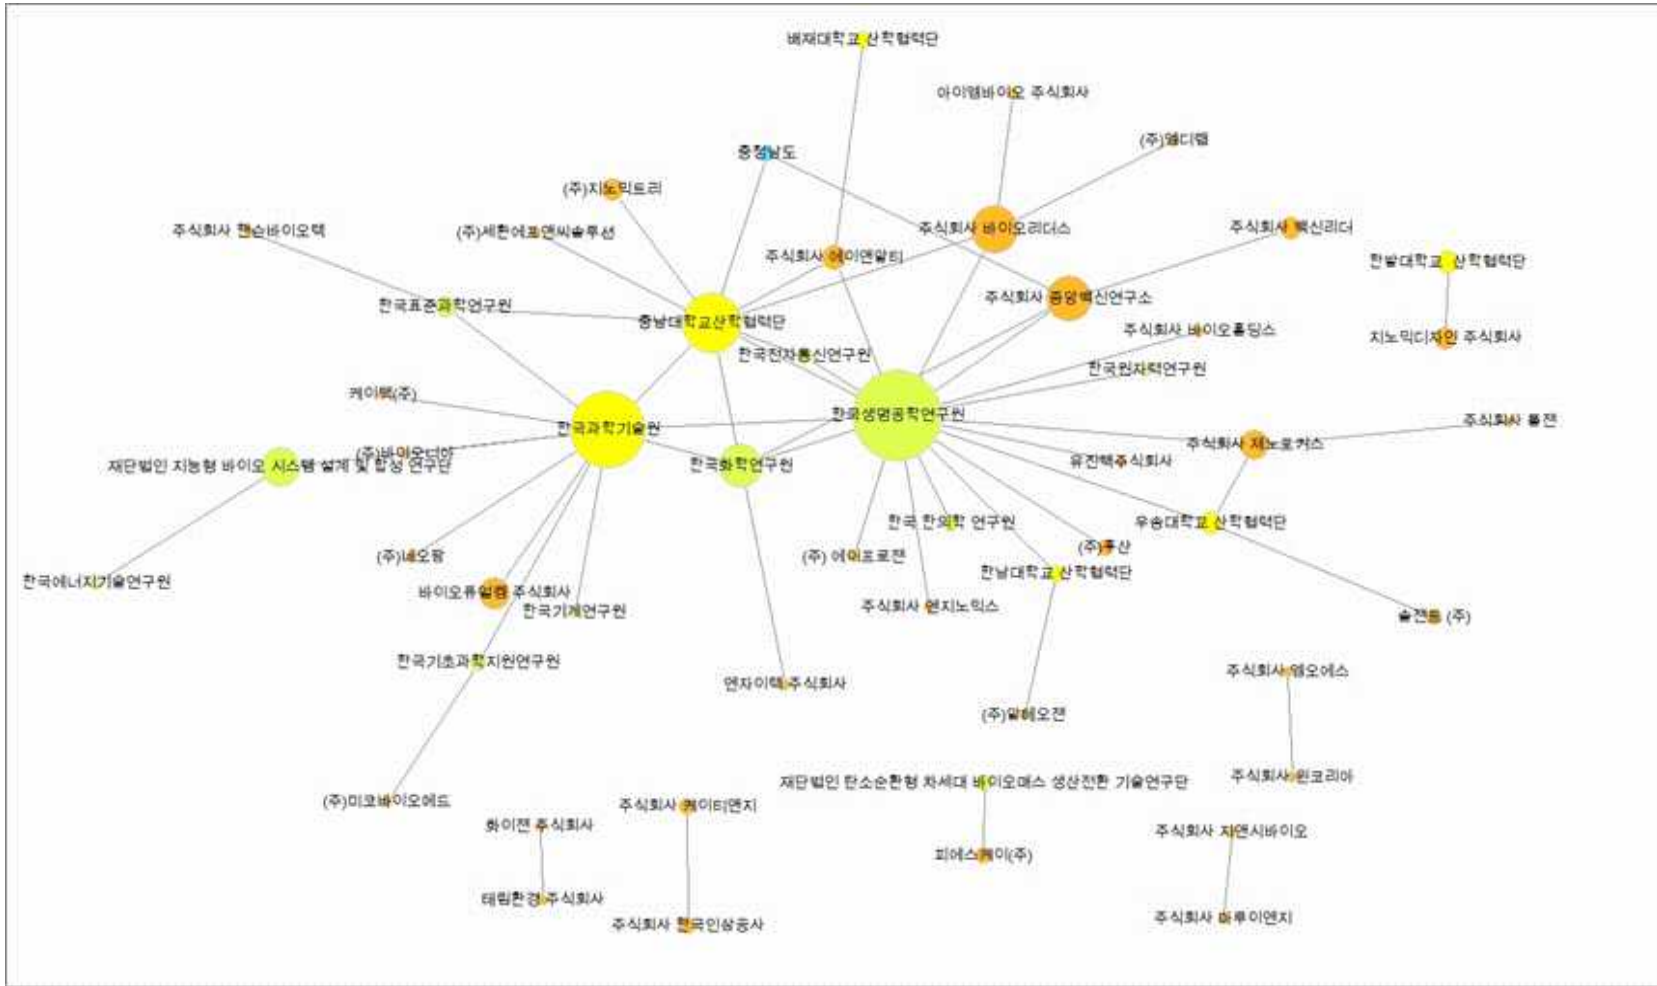 배재대학교 산학협력단
아이엠바이오 주식회사
(주)엠디랩
충청남도
(주)지노믹트리
주식회사 핸슨바이오텍
(주)세환에프앤씨솔루션
주식회사 에이앤알티
주식회사 바이오리더스
주식회사 백신리더
한밭대학교 산학협력단
한국표준과학연구원
충남대학교산학협력단
주식회사 중앙백신연구소
주식회사 바이오홀딩스
지노믹디자인 주식회사
한국전자통신연구원
한국원자력연구원
케이맥(주)
한국과학기술원
한국생명공학연구원
주식회사 제노포커스
(주)바이오니아
재단법인 지능형 바이오 시스템 설계 및 합성 연구단
한국화학연구원
유진텍주식회사
한국 한의학 연구원
우송대학교 산학협력단
(주)네오팜
(주) 에이프로젠
한남대학교 산학협력단
한국에너지기술연구원
바이오퓨얼켐 주식회사
한국기계연구원
주식회사 엔지노믹스
솔젠트 (주)
한국기초과학지원연구원
엔자이텍 주식회사
주식회사 엠오에스
(주)알테오젠
(주)미코바이오메드
주식회사 케이티앤지
재단법인 탄소순환형 차세대 바이오매스 생산전환 기술연구단
주식회사 윈코리아
화이젠 주식회사
주식회사 지앤시바이오
피에스케이(주)
태림환경 주식회사
주식회사 한국인삼공사
주식회사 마루이엔지